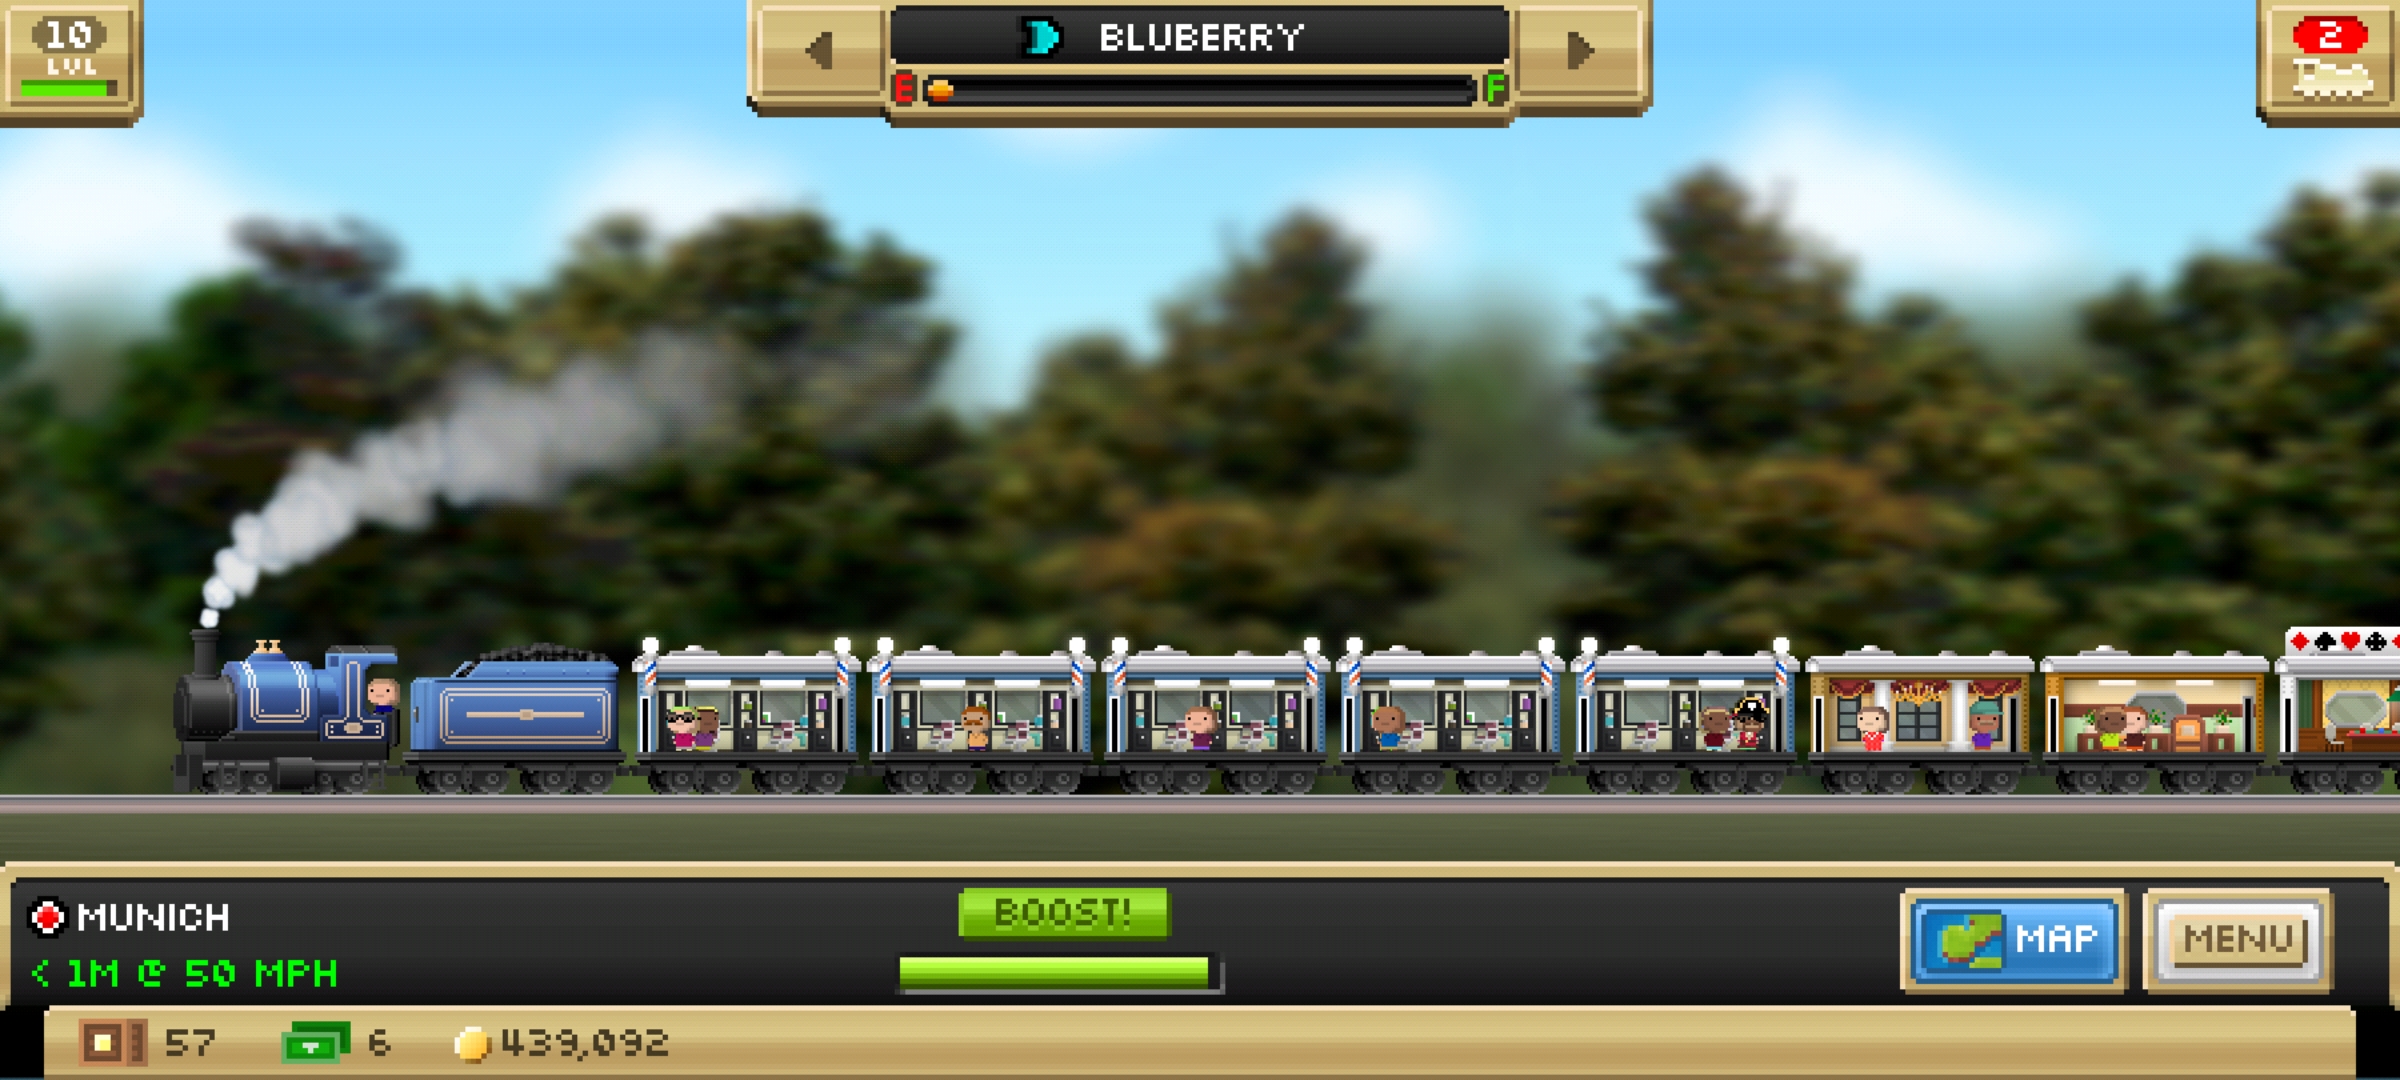 10
LVL
BLUBERRY
E F
2
MUNICH
< 1M @ 50 MPH
BOOST!
MAP
MENU
57
6
439,092